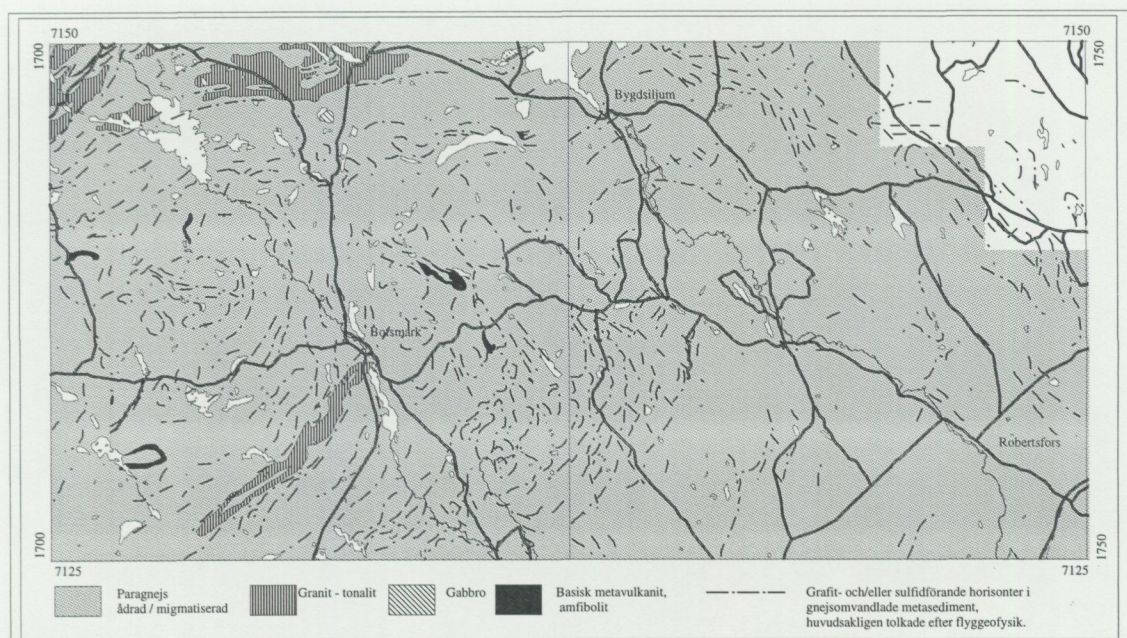 7150
7150
1700
1750
Bygdsiljum
Botsmark
Robertsfors
1700
1750
7125
7125
Paragnejs
ådrad / migmatiserad
Granit - tonalit
Gabbro
Basisk metavulkanit,
amfibolit
Grafit- och/eller sulfidförande horisonter i
gnejsomvandlade metasediment,
huvudsakligen tolkade efter flyggeofysik.